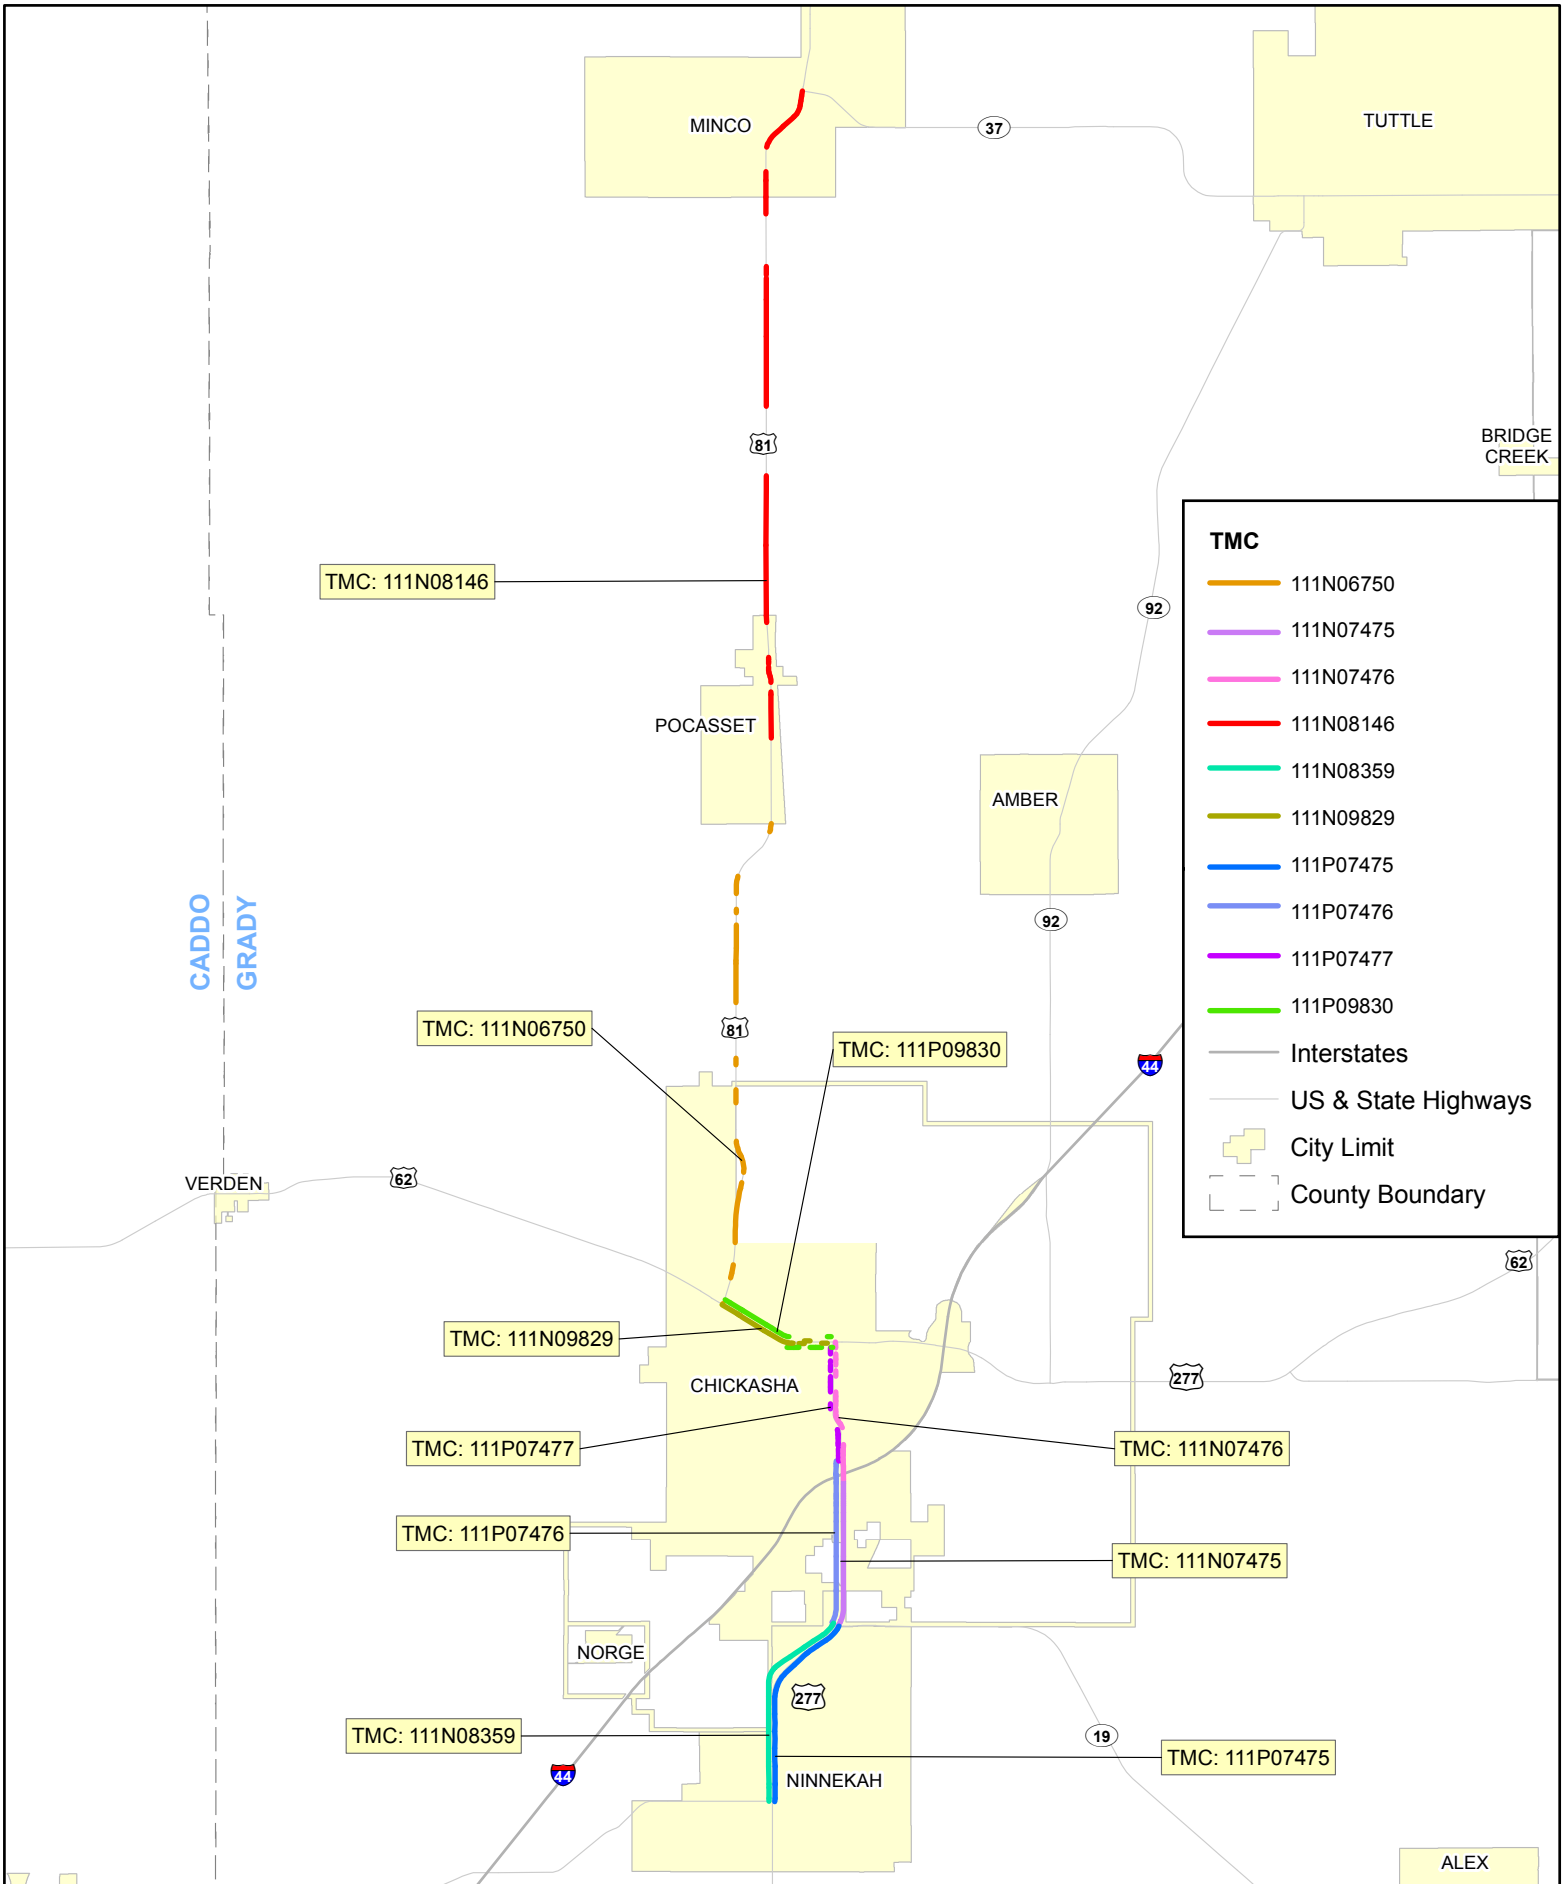 MINCO
37
TUTTLE
81
BRIDGE
CREEK
TMC: 111N08146
92
POCASSET
AMBER
CADDO
GRADY
92
TMC: 111N06750
81
TMC: 111P09830
44
VERDEN
62
62
TMC: 111N09829
CHICKASHA
277
TMC: 111P07477
TMC: 111N07476
TMC: 111P07476
TMC: 111N07475
NORGE
277
TMC: 111N08359
19
TMC: 111P07475
44
NINNEKAH
ALEX
TMC
111N06750
111N07475
111N07476
111N08146
111N08359
111N09829
111P07475
111P07476
111P07477
111P09830
Interstates
US & State Highways
City Limit
County Boundary